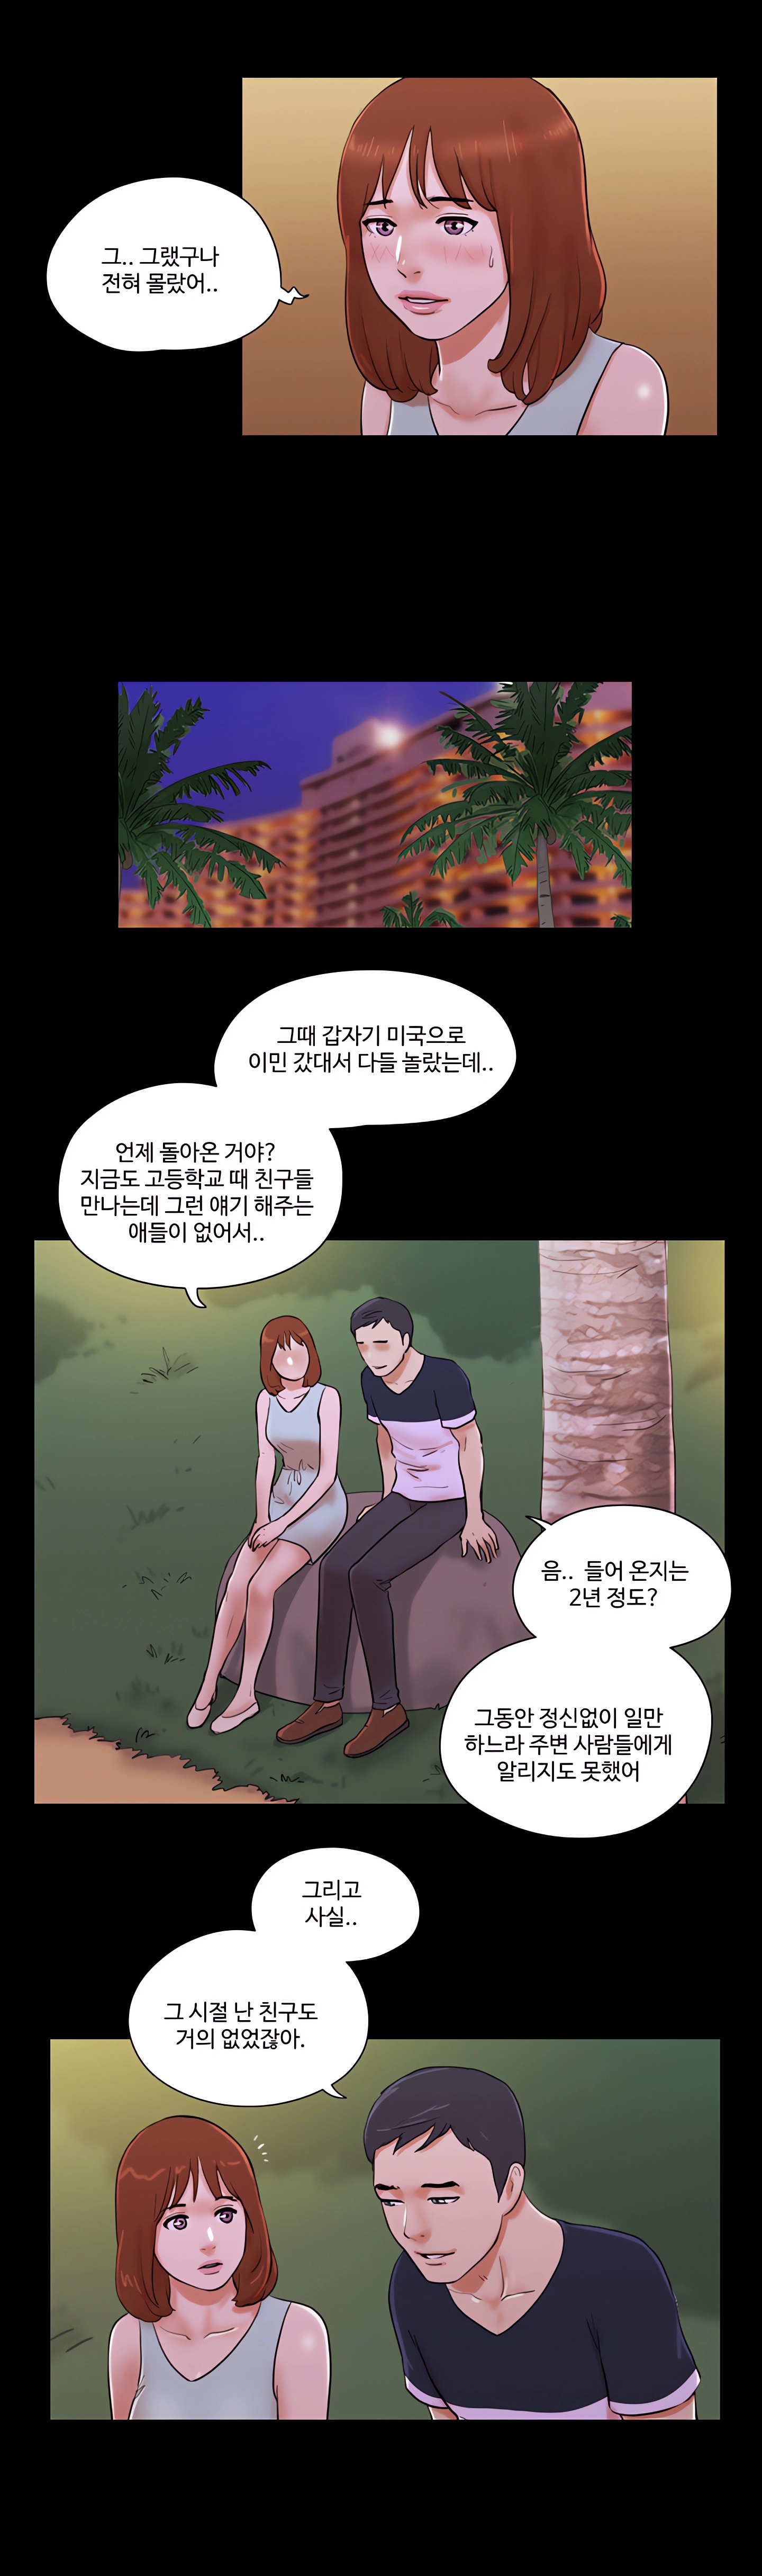 그.. 그랬구나
전혀 몰랐어..
그때 갑자기 미국으로
이민 갔대서 다들 놀랐는데..
언제 돌아온 거야?
지금도 고등학교 때 친구들
만나는데 그런 얘기 해주는
애들이 없어서..
음.. 들어 온지는
2년 정도?
그동안 정신없이 일만
하느라 주변 사람들에게
알리지도 못했어
그리고
사실..
그 시절 난 친구도
거의 없었잖아.